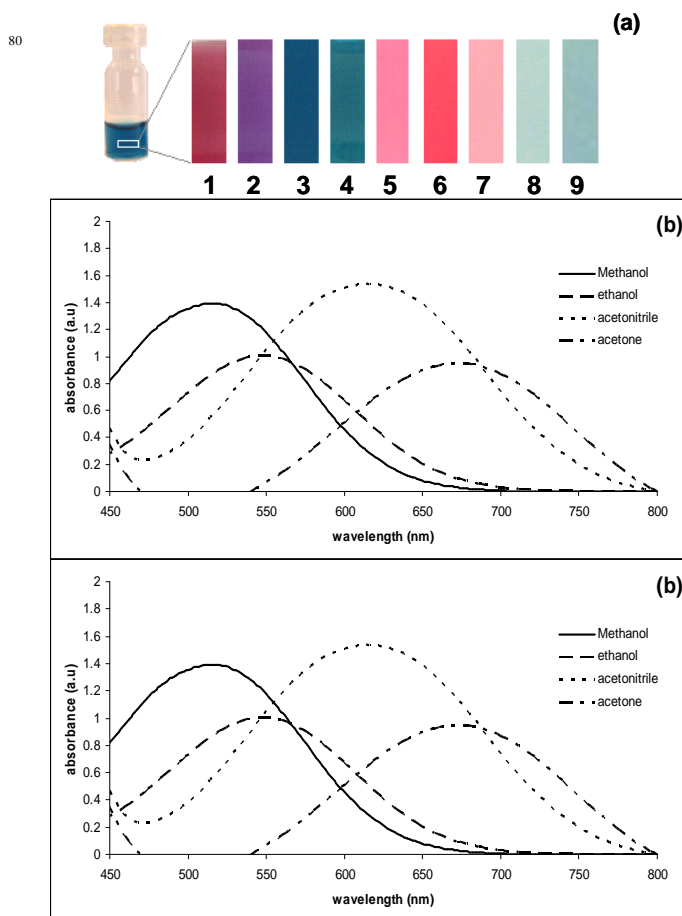 80
(a)
1 2 3 4 5 6 7 8 9
(b)
2
1.8
1.6
1.4
1.2
1
0.8
0.6
0.4
0.2
0
absorbance (a.u)
Methanol
ethanol
acetonitrile
acetone
450 500 550 600 650 700 750 800
wavelength (nm)
(b)
2
1.8
1.6
1.4
1.2
1
0.8
0.6
0.4
0.2
0
absorbance (a.u)
Methanol
ethanol
acetonitrile
acetone
450 500 550 600 650 700 750 800
wavelength (nm)